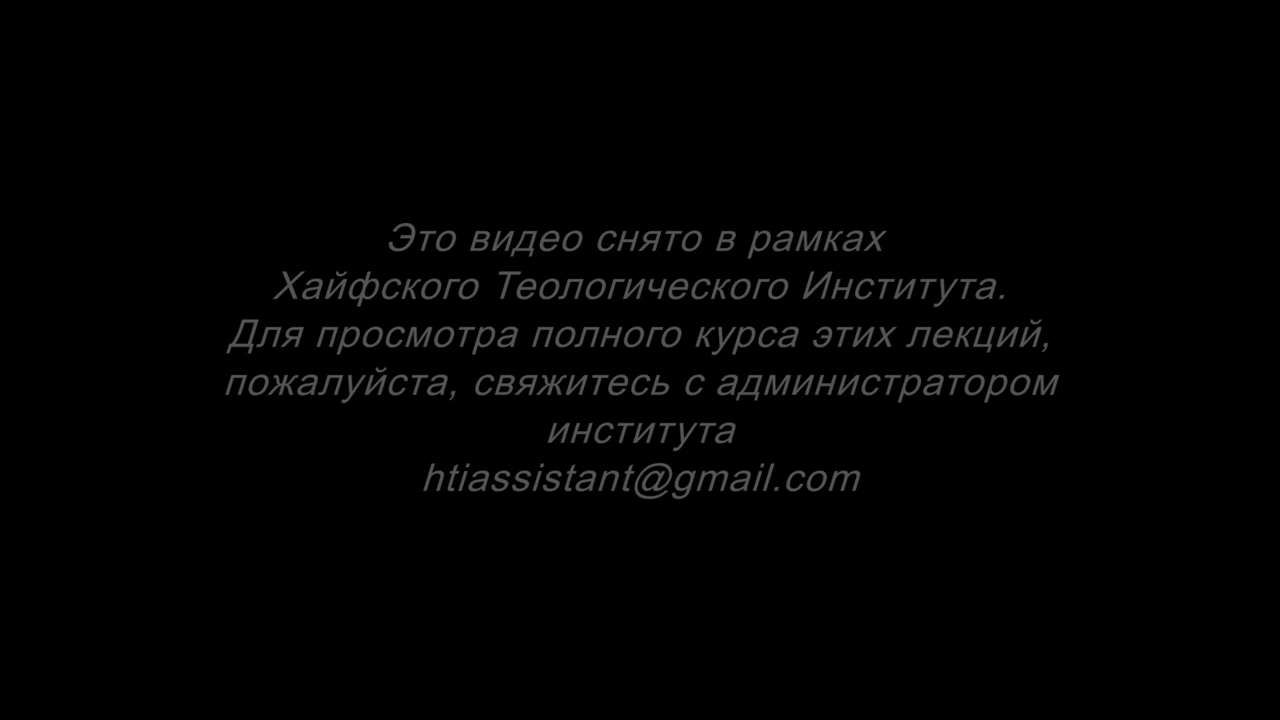 Это видео снято в рамках
Хайфского Теологического Института.
Для просмотра полного курса этих лекций,
пожалуйста, свяжитесь с администратором
института
htiassistant@gmail.com